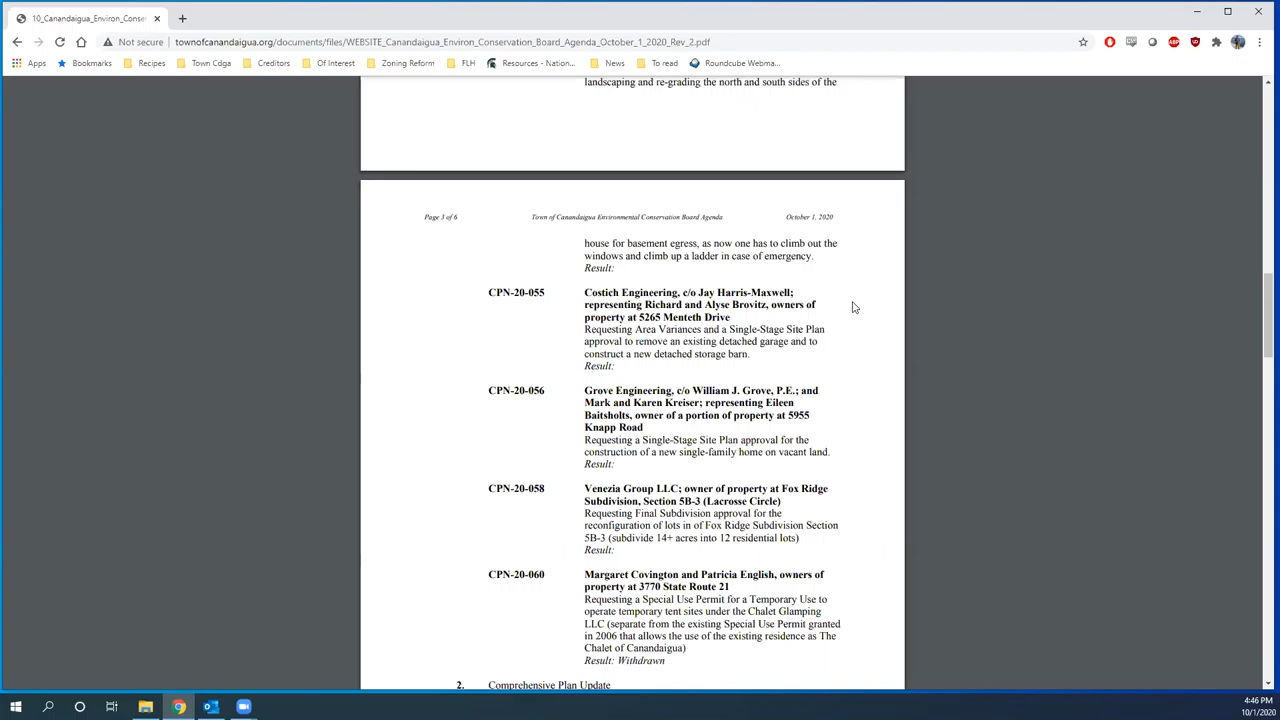 10_Canandaigua_Environ_Conse
Not secure townofcanandaigua.org/documents/files/WEBSITE_Canandaigua_Environ_Conservation_Board_Agenda_October_1_2020_Rev_2.pdf
Apps Bookmarks Recipes Town Cdga Creditors Of Interest Zoning Reform FLH Resources - Nation... News To read Roundcube Webma...
landscaping and re-grading the north and south sides of the
Page 3 of 6 Town of Canandaigua Environmental Conservation Board Agenda October 1, 2020
house for basement egress, as now one has to climb out the
windows and climb up a ladder in case of emergency.
Result:
CPN-20-055 Costich Engineering, c/o Jay Harris-Maxwell;
representing Richard and Alyse Brovitz, owners of
property at 5265 Menteth Drive
Requesting Area Variances and a Single-Stage Site Plan
approval to remove an existing detached garage and to
construct a new detached storage barn.
Result:
CPN-20-056 Grove Engineering, c/o William J. Grove, P.E.; and
Mark and Karen Kreiser; representing Eileen
Baitsholts, owner of a portion of property at 5955
Knapp Road
Requesting a Single-Stage Site Plan approval for the
construction of a new single-family home on vacant land.
Result:
CPN-20-058 Venezia Group LLC; owner of property at Fox Ridge
Subdivision, Section 5B-3 (Lacrosse Circle)
Requesting Final Subdivision approval for the
reconfiguration of lots in of Fox Ridge Subdivision Section
5B-3 (subdivide 14+ acres into 12 residential lots)
Result:
CPN-20-060 Margaret Covington and Patricia English, owners of
property at 3770 State Route 21
Requesting a Special Use Permit for a Temporary Use to
operate temporary tent sites under the Chalet Glamping
LLC (separate from the existing Special Use Permit granted
in 2006 that allows the use of the existing residence as The
Chalet of Canandaigua)
Result: Withdrawn
2. Comprehensive Plan Update
4:46 PM
10/1/2020